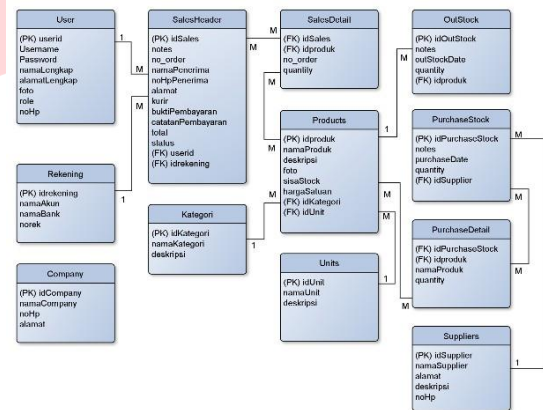 User
(PK) userid
Username
Password
namaLengkap
alamatLengkap
foto
role
noHp
SalesHeader
(PK) idSales
notes
no_order
namaPenerima
noHpPenerima
alamat
kurir
buktiPembayaran
catatanPembayaran
total
status
(FK) userid
(FK) idrekening
SalesDetail
(FK) idSales
(FK) idproduk
no_order
quantily
OutStock
(PK) idOutStock
notes
outStockDate
quantity
(FK) idproduk
Rekening
(PK) idrekening
namaAkun
namaBank
norek
Products
(PK) idproduk
namaProduk
deskripsi
foto
sisaStock
hargaSatuan
(FK) idKategori
(FK) idUnit
PurchaseStock
(PK) idPurchaseStock
notes
purchaseDate
quantity
(FK) idSupplier
Kategori
(PK) idKategori
namaKategori
deskripsi
PurchaseDetail
(FK) idPurchaseStock
(FK) idproduk
namaProduk
quantity
Company
(PK) idCompany
namaCompany
noHp
alamat
Units
(PK) idUnit
namaUnit
deskripsi
Suppliers
(PK) idSupplier
namaSupplier
alamat
deskripsi
noHp
1
M
M
1
M
M
M
M
1
M
M
1
M
M
1
M
M
M
1